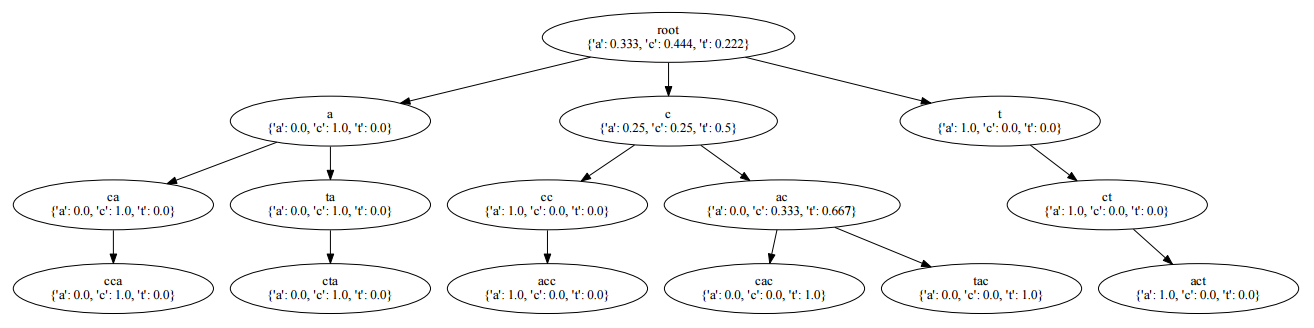 root
{'a': 0.333, 'c': 0.444, 't': 0.222}
a
{'a': 0.0, 'c': 1.0, 't': 0.0}
c
{'a': 0.25, 'c': 0.25, 't': 0.5}
t
{'a': 1.0, 'c': 0.0, 't': 0.0}
ca
{'a': 0.0, 'c': 1.0, 't': 0.0}
ta
{'a': 0.0, 'c': 1.0, 't': 0.0}
cc
{'a': 1.0, 'c': 0.0, 't': 0.0}
ac
{'a': 0.0, 'c': 0.333, 't': 0.667}
ct
{'a': 1.0, 'c': 0.0, 't': 0.0}
cca
{'a': 0.0, 'c': 1.0, 't': 0.0}
cta
{'a': 0.0, 'c': 1.0, 't': 0.0}
acc
{'a': 1.0, 'c': 0.0, 't': 0.0}
cac
{'a': 0.0, 'c': 0.0, 't': 1.0}
tac
{'a': 0.0, 'c': 0.0, 't': 1.0}
act
{'a': 1.0, 'c': 0.0, 't': 0.0}